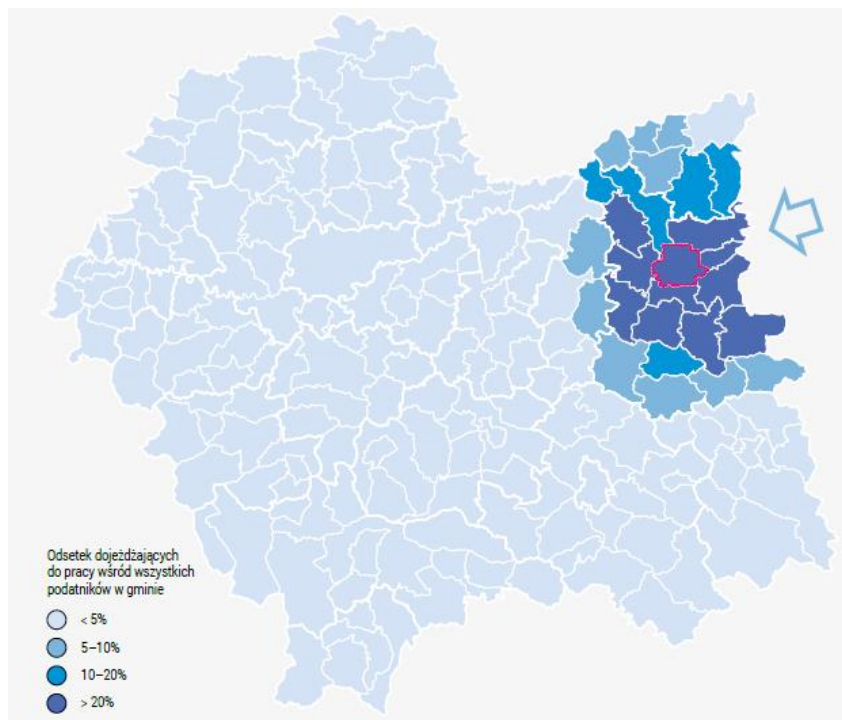 Odsetek dojeżdżających
do pracy wśród wszystkich
podatników w gminie
< 5%
5–10%
10–20%
> 20%